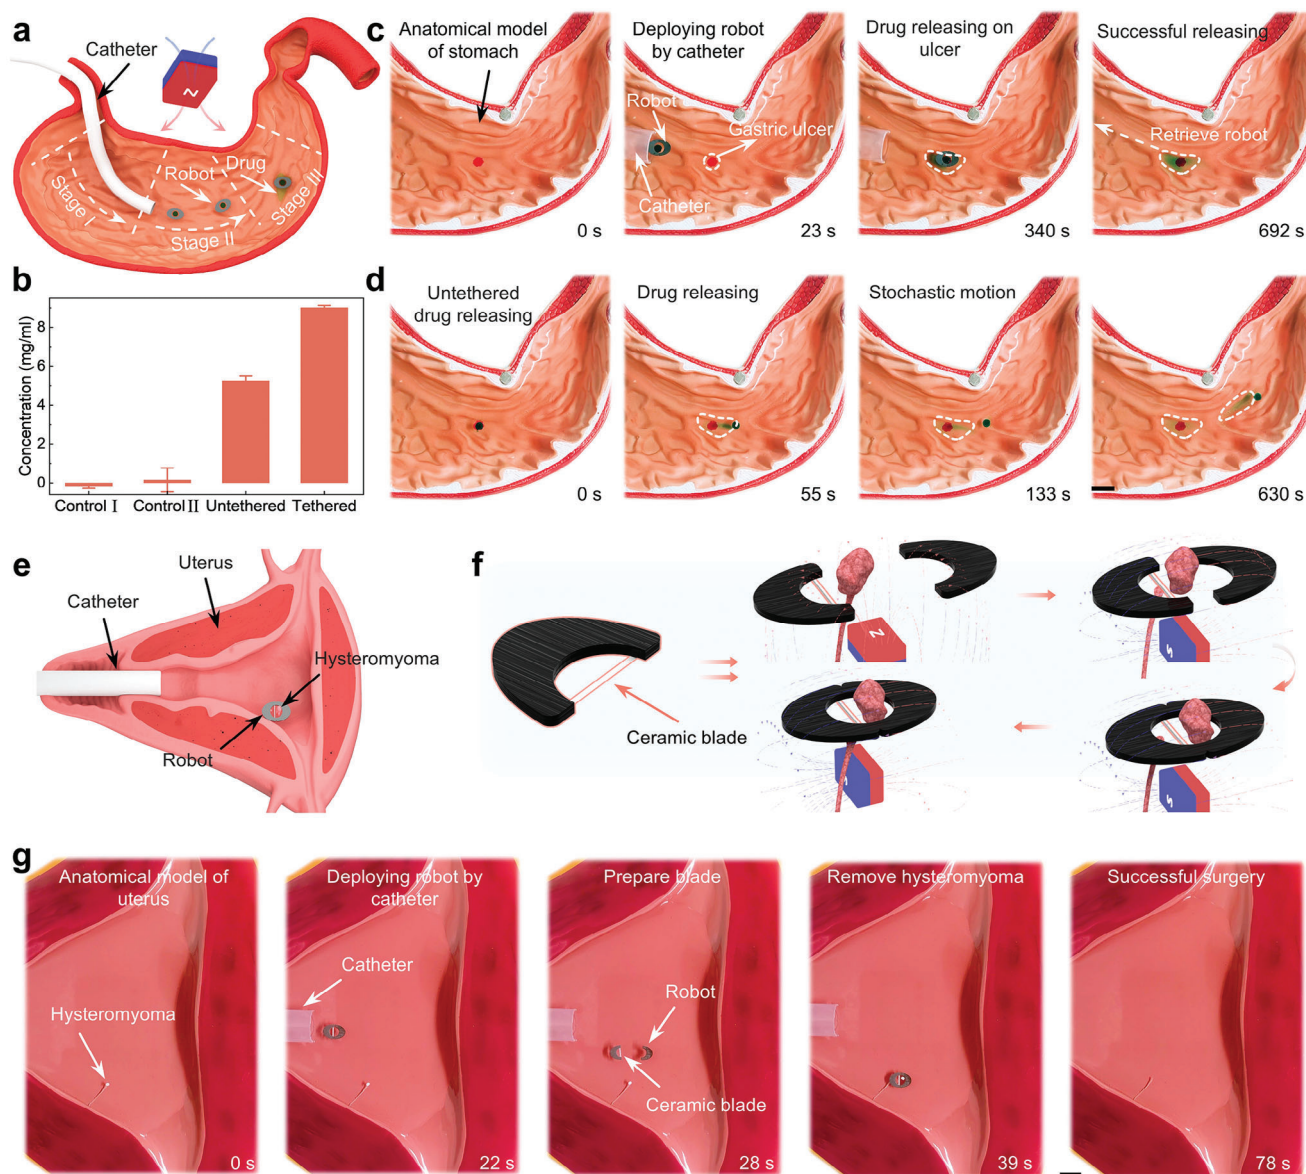 a
Catheter
N
Robot
Drug
Stage I
Stage II
Stage III
b
Concentration (mg/ml)
8
6
4
2
0
Control I
Control II
Untethered
Tethered
c
Anatomical model
of stomach
0 s
Deploying robot
by catheter
Robot
Gastric ulcer
Catheter
23 s
Drug releasing on
ulcer
340 s
Successful releasing
Retrieve robot
692 s
d
Untethered
drug releasing
0 s
Drug releasing
55 s
Stochastic motion
133 s
630 s
e
Uterus
Catheter
Hysteromyoma
Robot
f
Ceramic blade
N
S
S
S
g
Anatomical model of
uterus
Hysteromyoma
0 s
Deploying robot by
catheter
Catheter
22 s
Prepare blade
Robot
Ceramic blade
28 s
Remove hysteromyoma
39 s
Successful surgery
78 s